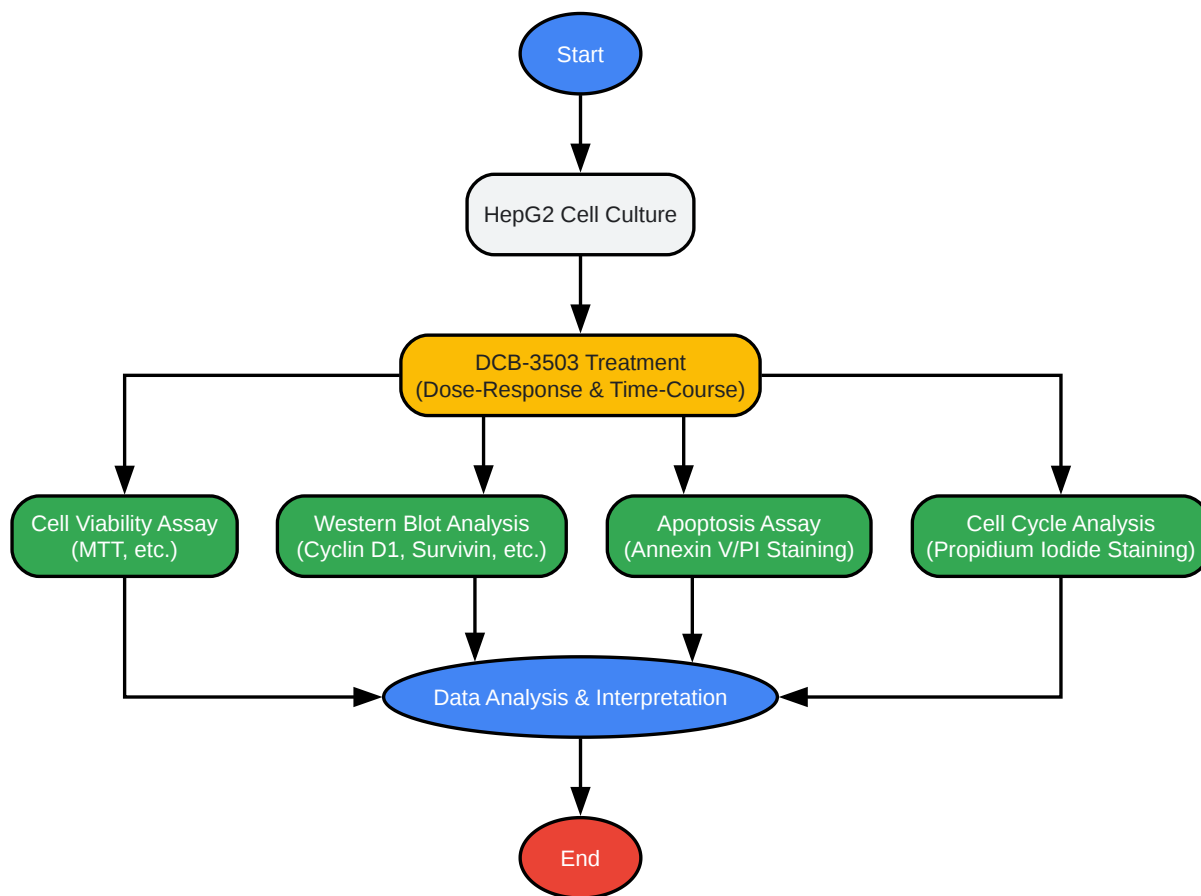 Start
HepG2 Cell Culture
DCB-3503 Treatment
(Dose-Response & Time-Course)
Cell Viability Assay
(MTT, etc.)
Western Blot Analysis
(Cyclin D1, Survivin, etc.)
Apoptosis Assay
(Annexin V/PI Staining)
Cell Cycle Analysis
(Propidium Iodide Staining)
Data Analysis & Interpretation
End